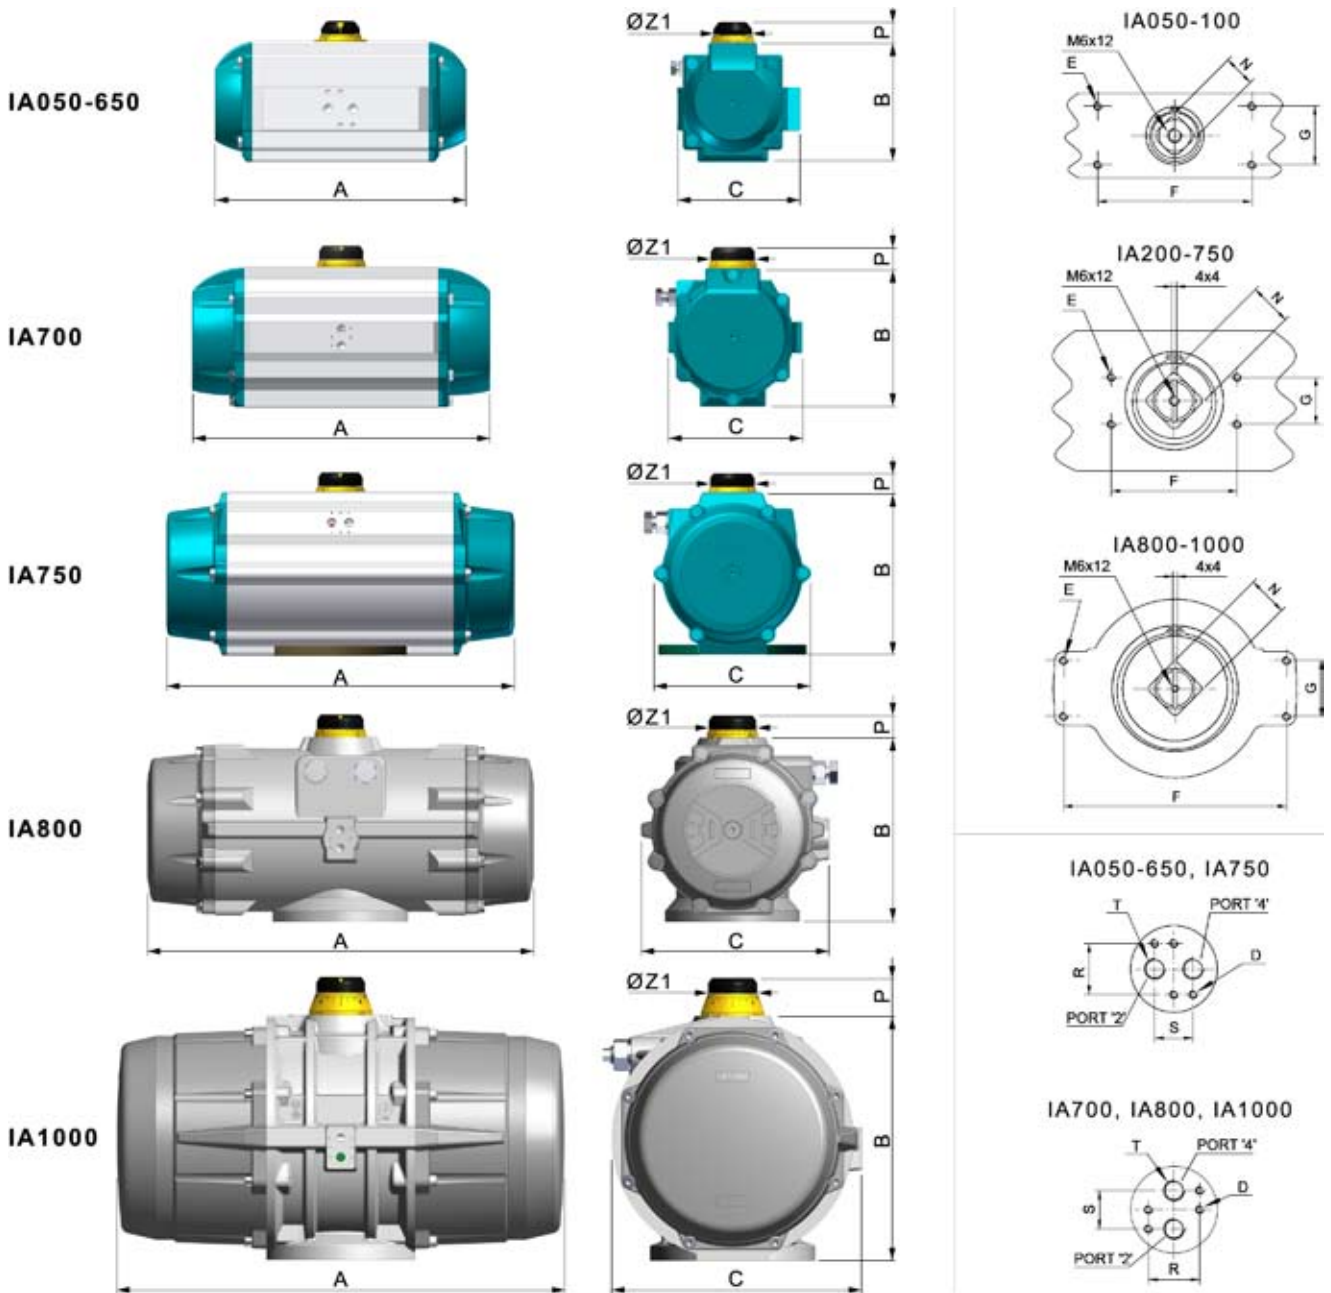 IA050-650
A
ØZ1
P
B
C
IA700
A
ØZ1
P
B
C
IA750
A
ØZ1
P
B
C
IA800
A
ØZ1
P
B
C
IA1000
A
ØZ1
P
B
C
IA050-100
M6x12
E
N
G
F
IA200-750
M6x12
4x4
E
N
G
F
IA800-1000
M6x12
4x4
E
N
G
F
IA050-650, IA750
T
PORT '4'
R
D
PORT '2'
S
IA700, IA800, IA1000
T
PORT '4'
D
S
PORT '2'
R